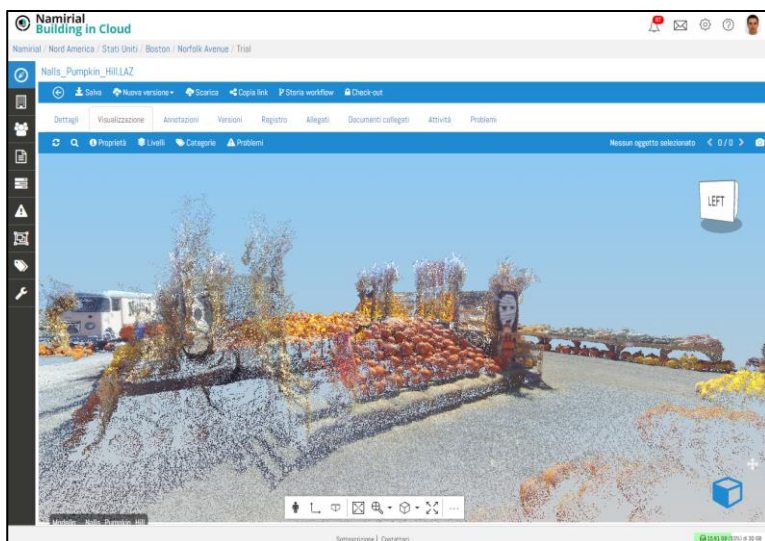 Namirial
Building in Cloud
Namirial / Nord America / Stati Uniti / Boston / Norfolk Avenue / Trial
Nalls_Pumpkin_Hill.LAZ
Salva Nuova versione Scarica Copia link Storia workflow Check-out
Dettagli Visualizzazione Annotazioni Versioni Registro Allegati Documenti collegati Attività Problemi
Proprietà Livelli Categorie Problemi Nessun oggetto selezionato 0 / 0
LEFT
Modello Nalls_Pumpkin_Hill
Sottoscrizione | Contattaci